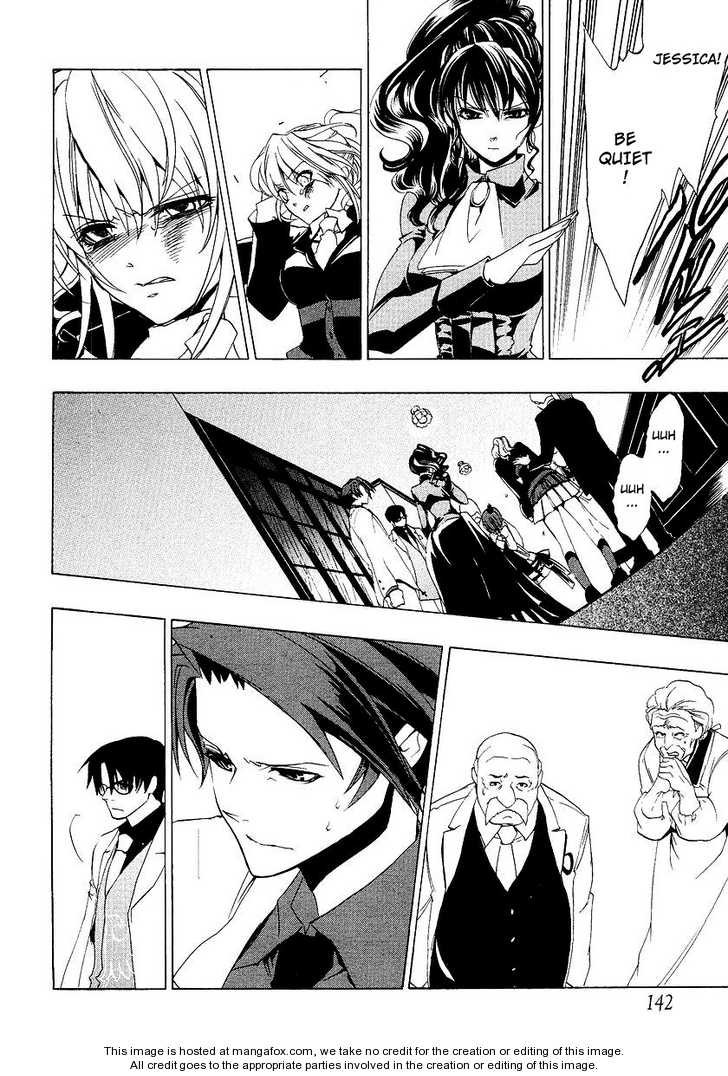 JESSICA!
BE
QUIET
!
UUH
...
UUH
...
142
This image is hosted at mangafox.com, we take no credit for the creation or editing of this image.
All credit goes to the appropriate parties involved in the creation or editing of this image.